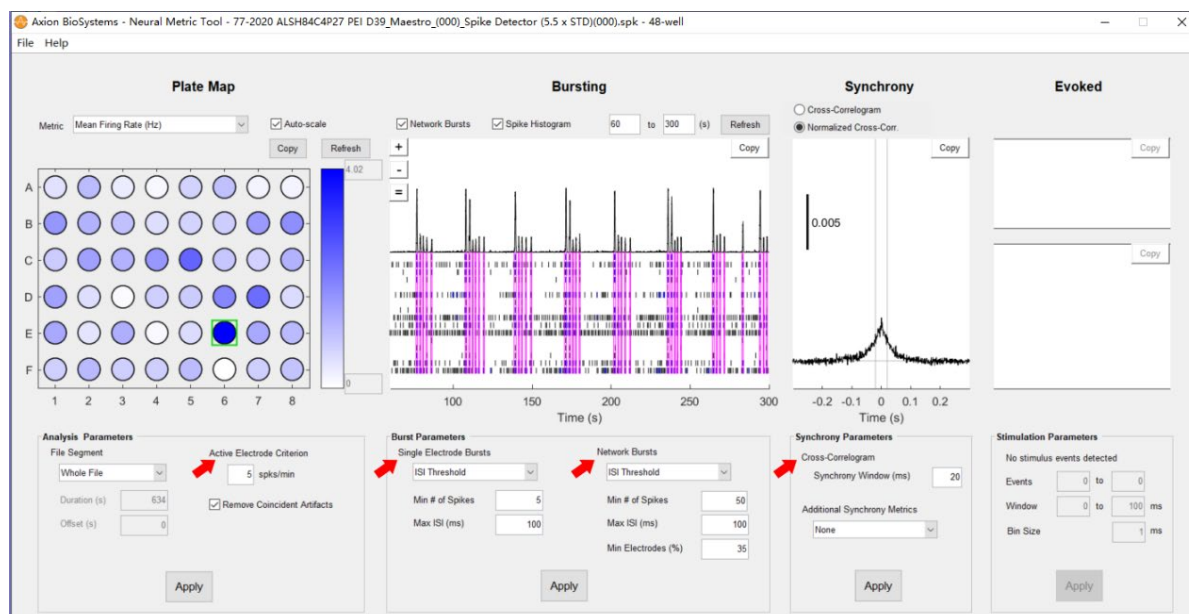 Axion BioSystems - Neural Metric Tool - 77-2020 ALSH84C4P27 PEI D39_Maestro_(000)_Spike Detector (5.5 x STD)(000).spk - 48-well
File Help
Plate Map
Metric Mean Firing Rate (Hz) Auto-scale
Copy Refresh
4.02
0
A
B
C
D
E
F
1 2 3 4 5 6 7 8
Bursting
Network Bursts Spike Histogram 60 to 300 (s) Refresh
+ Copy
-
=
100 150 200 250 300
Time (s)
Synchrony
Cross-Correlogram
Normalized Cross-Corr.
Copy
0.005
-0.2 -0.1 0 0.1 0.2
Time (s)
Evoked
Copy
Copy
Analysis Parameters
File Segment
Whole File
Duration (s) 634
Offset (s) 0
Active Electrode Criterion
5 spks/min
Remove Coincident Artifacts
Apply
Burst Parameters
Single Electrode Bursts
ISI Threshold
Min # of Spikes 5
Max ISI (ms) 100
Network Bursts
ISI Threshold
Min # of Spikes 50
Max ISI (ms) 100
Min Electrodes (%) 35
Apply
Synchrony Parameters
Cross-Correlogram
Synchrony Window (ms) 20
Additional Synchrony Metrics
None
Apply
Stimulation Parameters
No stimulus events detected
Events 0 to 0
Window 0 to 100 ms
Bin Size 1 ms
Apply